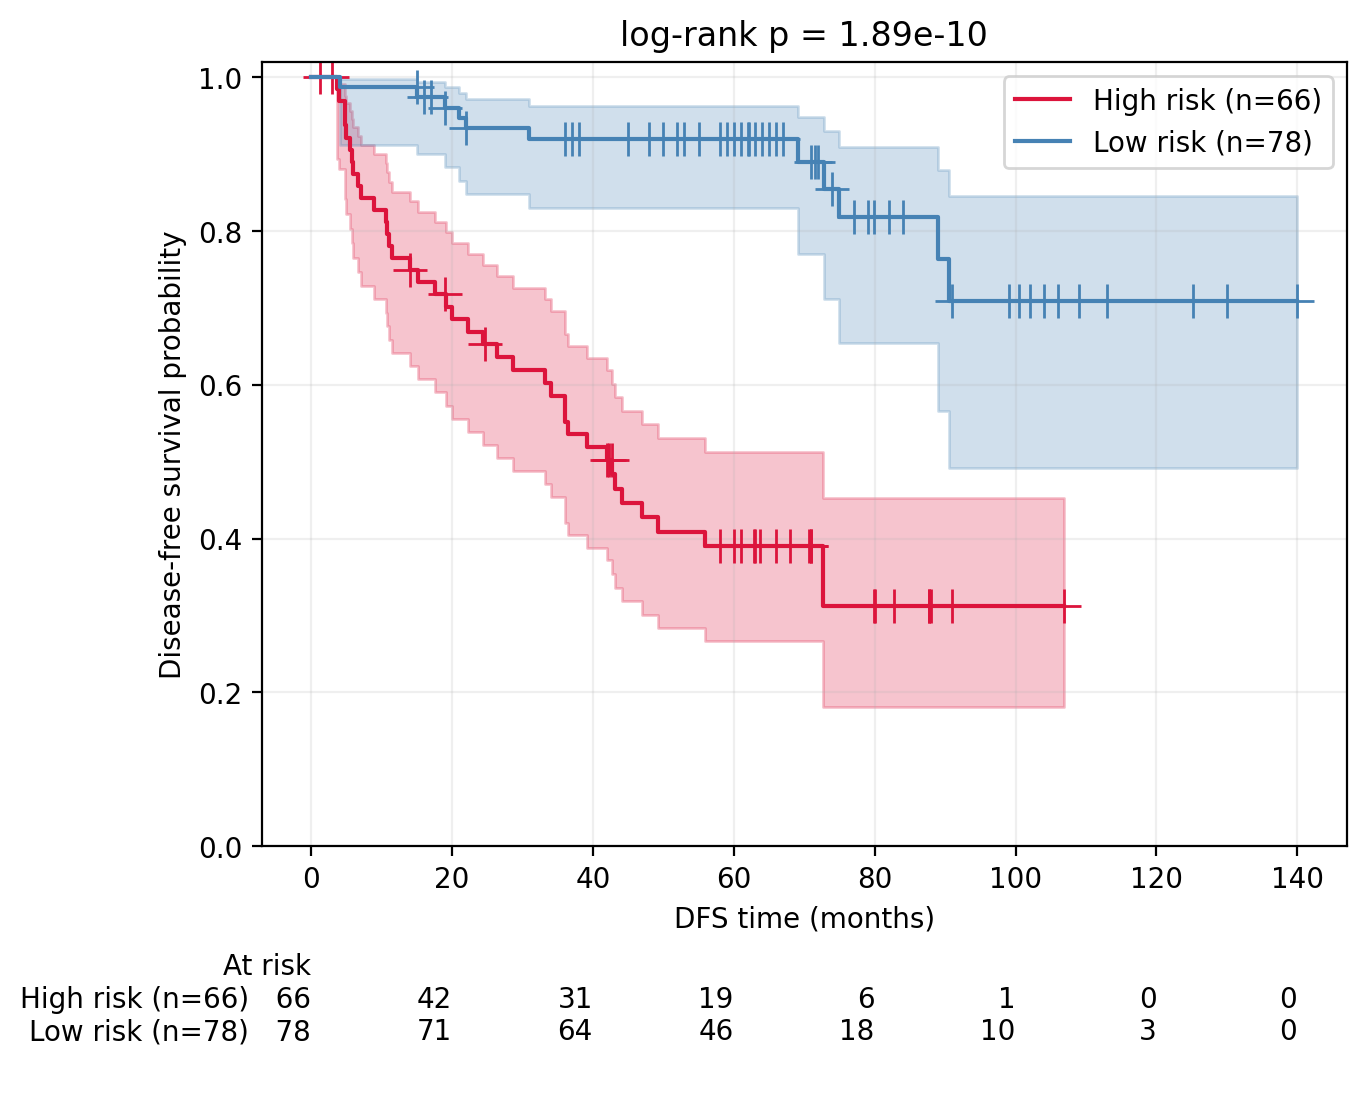 log-rank p = 1.89e-10
High risk (n=66)
Low risk (n=78)
Disease-free survival probability
1.0
0.8
0.6
0.4
0.2
0.0
0 20 40 60 80 100 120 140
DFS time (months)
At risk
High risk (n=66) 66 42 31 19 6 1 0 0
Low risk (n=78) 78 71 64 46 18 10 3 0